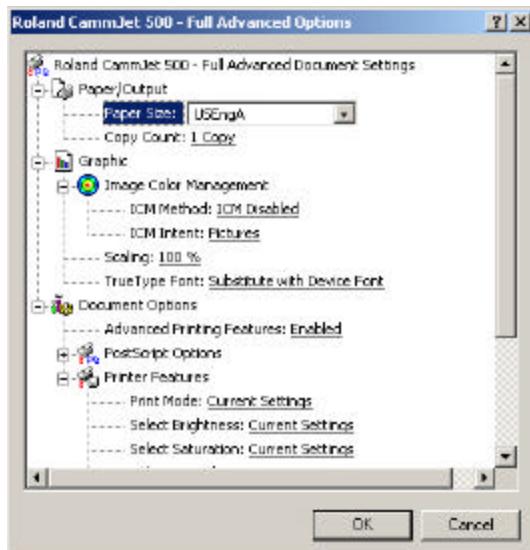 Roland CammJet 500 - Full Advanced Options
Roland CammJet 500 - Full Advanced Document Settings
Paper/Output
Paper Size: USEngA
Copy Count: 1 Copy
Graphic
Image Color Management
ICM Method: ICM Disabled
ICM Intent: Pictures
Scaling: 100 %
TrueType Font: Substitute with Device Font
Document Options
Advanced Printing Features: Enabled
PostScript Options
Printer Features
Print Mode: Current Settings
Select Brightness: Current Settings
Select Saturation: Current Settings
OK Cancel